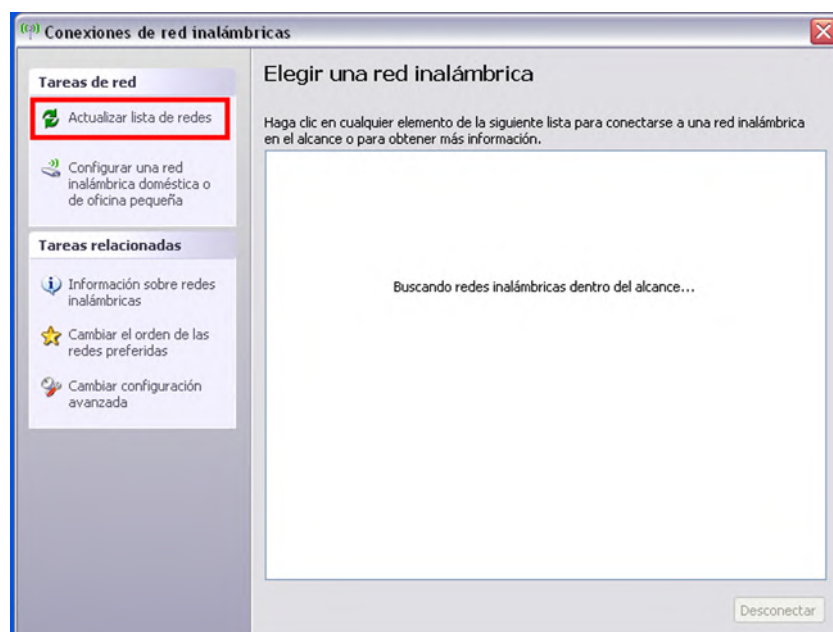 Conexiones de red inalámbricas
Tareas de red
Actualizar lista de redes
Configurar una red
inalámbrica doméstica o
de oficina pequeña
Tareas relacionadas
Información sobre redes
inalámbricas
Cambiar el orden de las
redes preferidas
Cambiar configuración
avanzada
Elegir una red inalámbrica
Haga clic en cualquier elemento de la siguiente lista para conectarse a una red inalámbrica
en el alcance o para obtener más información.
Buscando redes inalámbricas dentro del alcance...
Desconectar